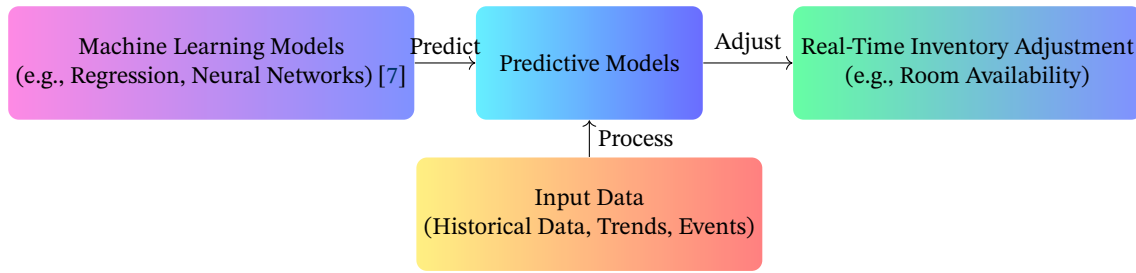 Machine Learning Models
(e.g., Regression, Neural Networks) [7]
Predict
Predictive Models
Adjust
Real-Time Inventory Adjustment
(e.g., Room Availability)
Process
Input Data
(Historical Data, Trends, Events)